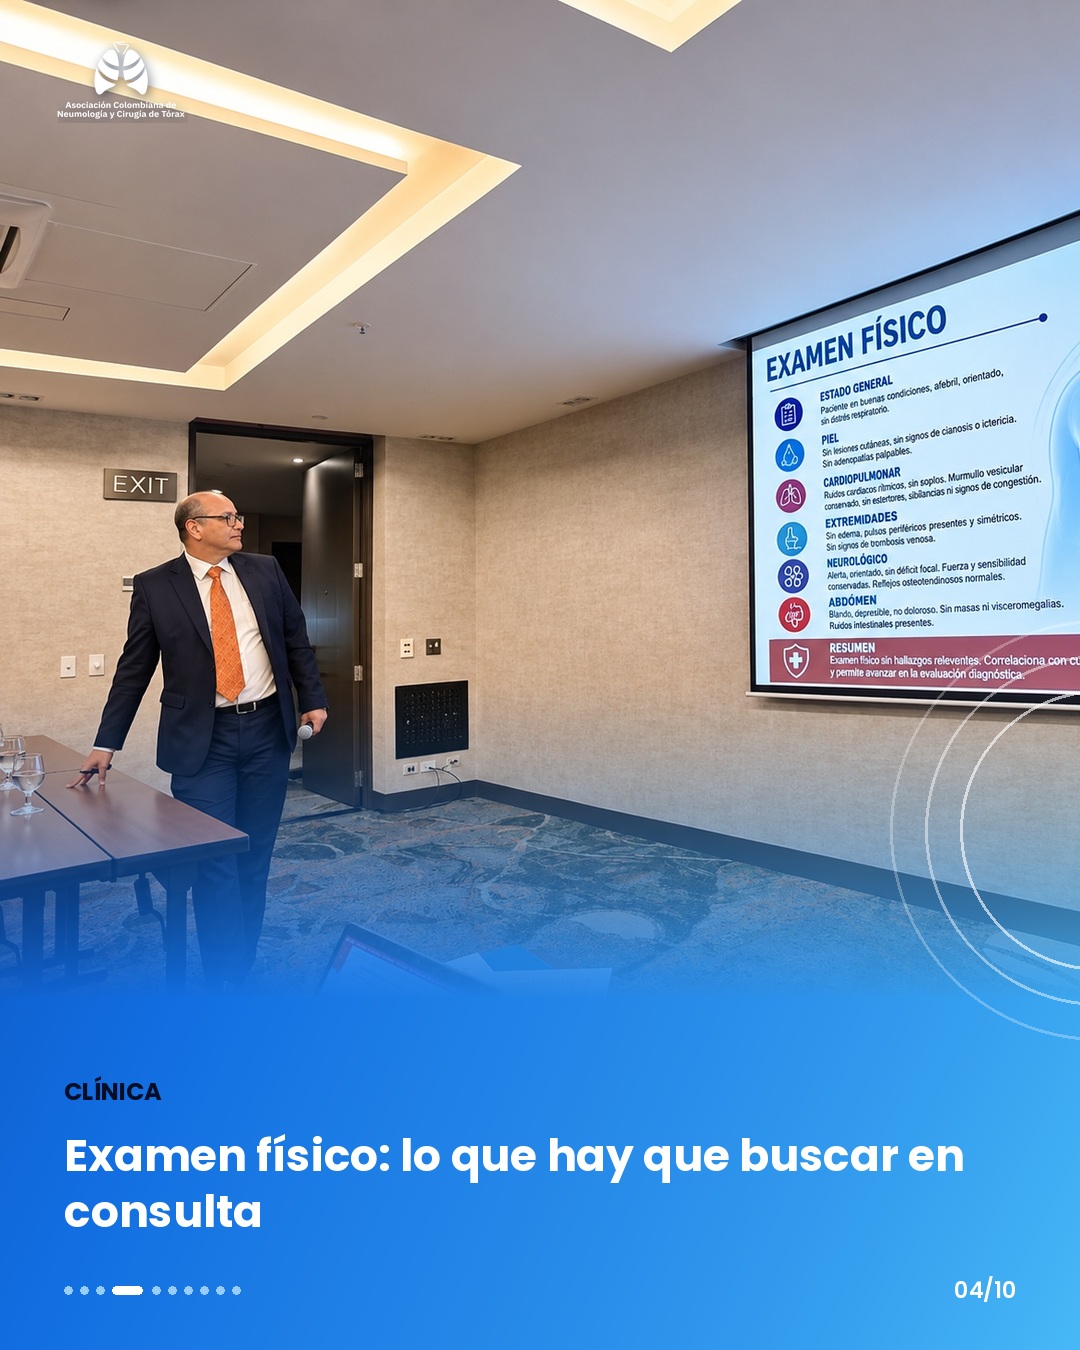 Asociación Colombiana de
Neumología y Cirugía de Tórax
EXIT
EXAMEN FÍSICO
ESTADO GENERAL
Paciente en buenas condiciones, afebril, orientado,
sin distrés respiratorio.
PIEL
Sin lesiones cutáneas, sin signos de cianosis o ictericia.
Sin adenopatías palpables.
CARDIOPULMONAR
Ruidos cardíacos rítmicos, sin soplos. Murmullo vesicular
conservado, sin estertores, sibilancias ni signos de congestión.
EXTREMIDADES
Sin edema, pulsos periféricos presentes y simétricos.
Sin signos de trombosis venosa.
NEUROLÓGICO
Alerta, orientado, sin déficit focal. Fuerza y sensibilidad
conservadas. Reflejos osteotendinosos normales.
ABDÓMEN
Blando, depresible, no doloroso. Sin masas ni visceromegalias.
Ruidos intestinales presentes.
RESUMEN
Examen físico sin hallazgos releventes. Correlaciona con
y permite avanzar en la evaluación diagnóstica.
CLÍNICA
Examen físico: lo que hay que buscar en
consulta
04/10